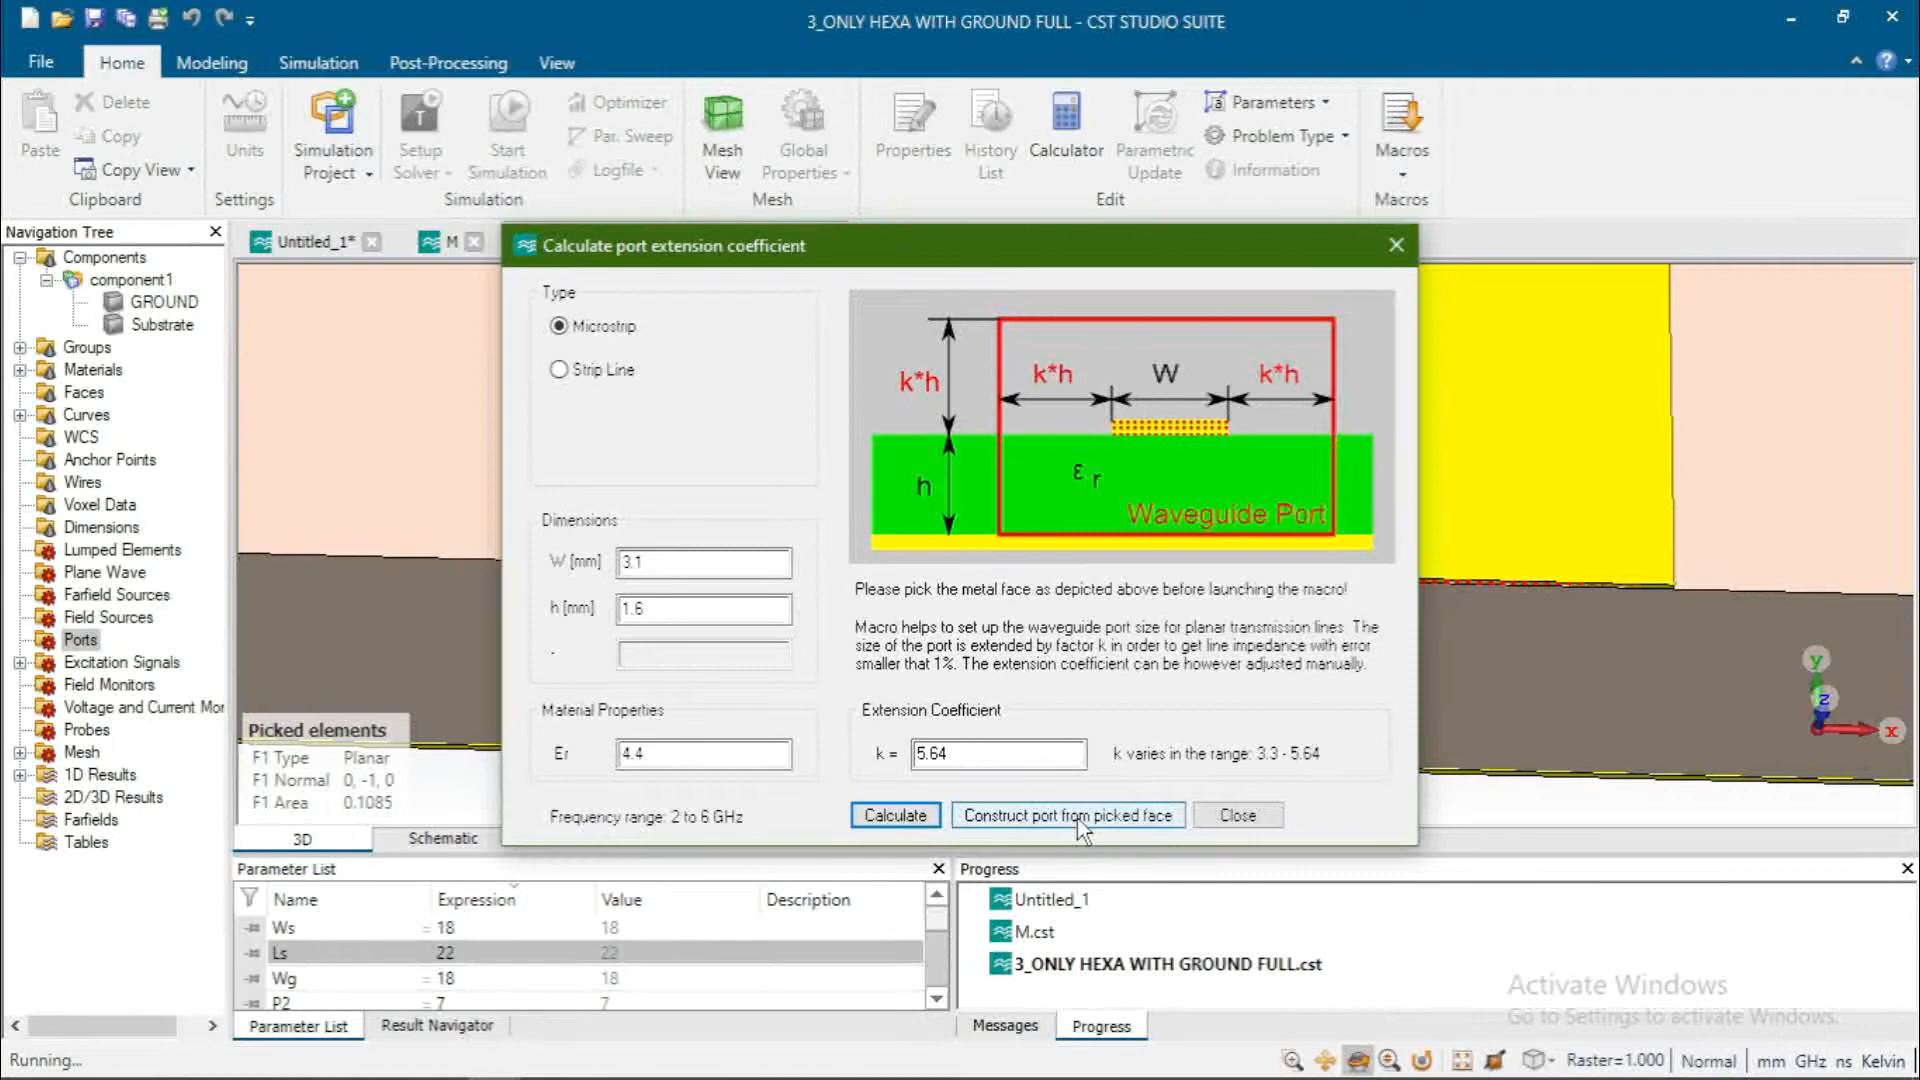 3_ONLY HEXA WITH GROUND FULL - CST STUDIO SUITE
File Home Modeling Simulation Post-Processing View
Paste
Delete
Copy
Copy View
Clipboard
Units
Settings
Simulation Project
Setup Solver
Start Simulation
Optimizer
Par. Sweep
Logfile
Simulation
Mesh View
Global Properties
Mesh
Properties
History List
Calculator
Parametric Update
Parameters
Problem Type
Information
Edit
Macros
Macros
Navigation Tree
Components
component1
GROUND
Substrate
Groups
Materials
Faces
Curves
WCS
Anchor Points
Wires
Voxel Data
Dimensions
Lumped Elements
Plane Wave
Farfield Sources
Field Sources
Ports
Excitation Signals
Field Monitors
Voltage and Current Mor
Probes
Mesh
1D Results
2D/3D Results
Farfields
Tables
Untitled_1*
M
Calculate port extension coefficient
Type
Microstrip
Strip Line
Dimensions
W [mm] 3.1
h [mm] 1.6
-
Material Properties
Er 4.4
Frequency range: 2 to 6 GHz
k*h
k*h W k*h
h
ε r
Waveguide Port
Please pick the metal face as depicted above before launching the macro!
Macro helps to set up the waveguide port size for planar transmission lines. The
size of the port is extended by factor k in order to get line impedance with error
smaller that 1%. The extension coefficient can be however adjusted manually.
Extension Coefficient
k = 5.64 k varies in the range: 3.3 - 5.64
Calculate Construct port from picked face Close
Picked elements
F1 Type Planar
F1 Normal 0, -1, 0
F1 Area 0.1085
y
z
x
3D Schematic
Parameter List
Name Expression Value Description
Ws = 18 18
Ls 22 22
Wg = 18 18
P2 = 7 7
Parameter List Result Navigator
Progress
Untitled_1
M.cst
3_ONLY HEXA WITH GROUND FULL.cst
Messages Progress
Activate Windows
Go to Settings to activate Windows.
Running...
Raster=1.000 Normal mm GHz ns Kelvin